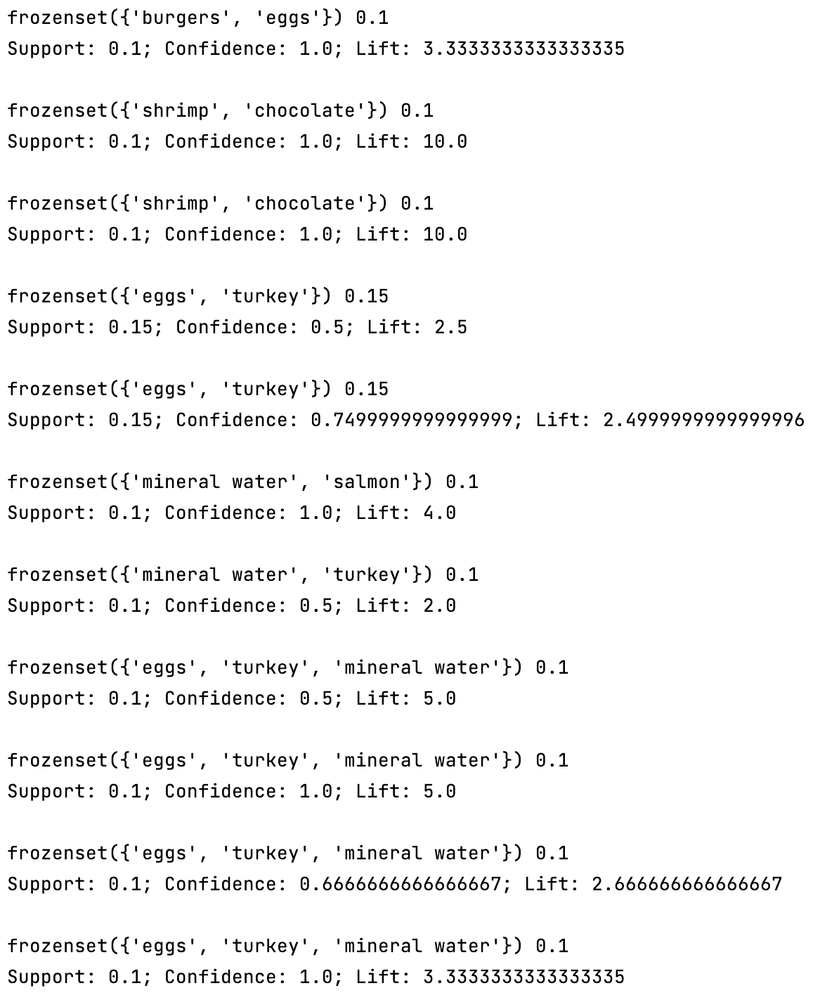 frozenset({'burgers', 'eggs'}) 0.1
Support: 0.1; Confidence: 1.0; Lift: 3.3333333333333335
frozenset({'shrimp', 'chocolate'}) 0.1
Support: 0.1; Confidence: 1.0; Lift: 10.0
frozenset({'shrimp', 'chocolate'}) 0.1
Support: 0.1; Confidence: 1.0; Lift: 10.0
frozenset({'eggs', 'turkey'}) 0.15
Support: 0.15; Confidence: 0.5; Lift: 2.5
frozenset({'eggs', 'turkey'}) 0.15
Support: 0.15; Confidence: 0.7499999999999999; Lift: 2.4999999999999996
frozenset({'mineral water', 'salmon'}) 0.1
Support: 0.1; Confidence: 1.0; Lift: 4.0
frozenset({'mineral water', 'turkey'}) 0.1
Support: 0.1; Confidence: 0.5; Lift: 2.0
frozenset({'eggs', 'turkey', 'mineral water'}) 0.1
Support: 0.1; Confidence: 0.5; Lift: 5.0
frozenset({'eggs', 'turkey', 'mineral water'}) 0.1
Support: 0.1; Confidence: 1.0; Lift: 5.0
frozenset({'eggs', 'turkey', 'mineral water'}) 0.1
Support: 0.1; Confidence: 0.6666666666666667; Lift: 2.666666666666667
frozenset({'eggs', 'turkey', 'mineral water'}) 0.1
Support: 0.1; Confidence: 1.0; Lift: 3.3333333333333335